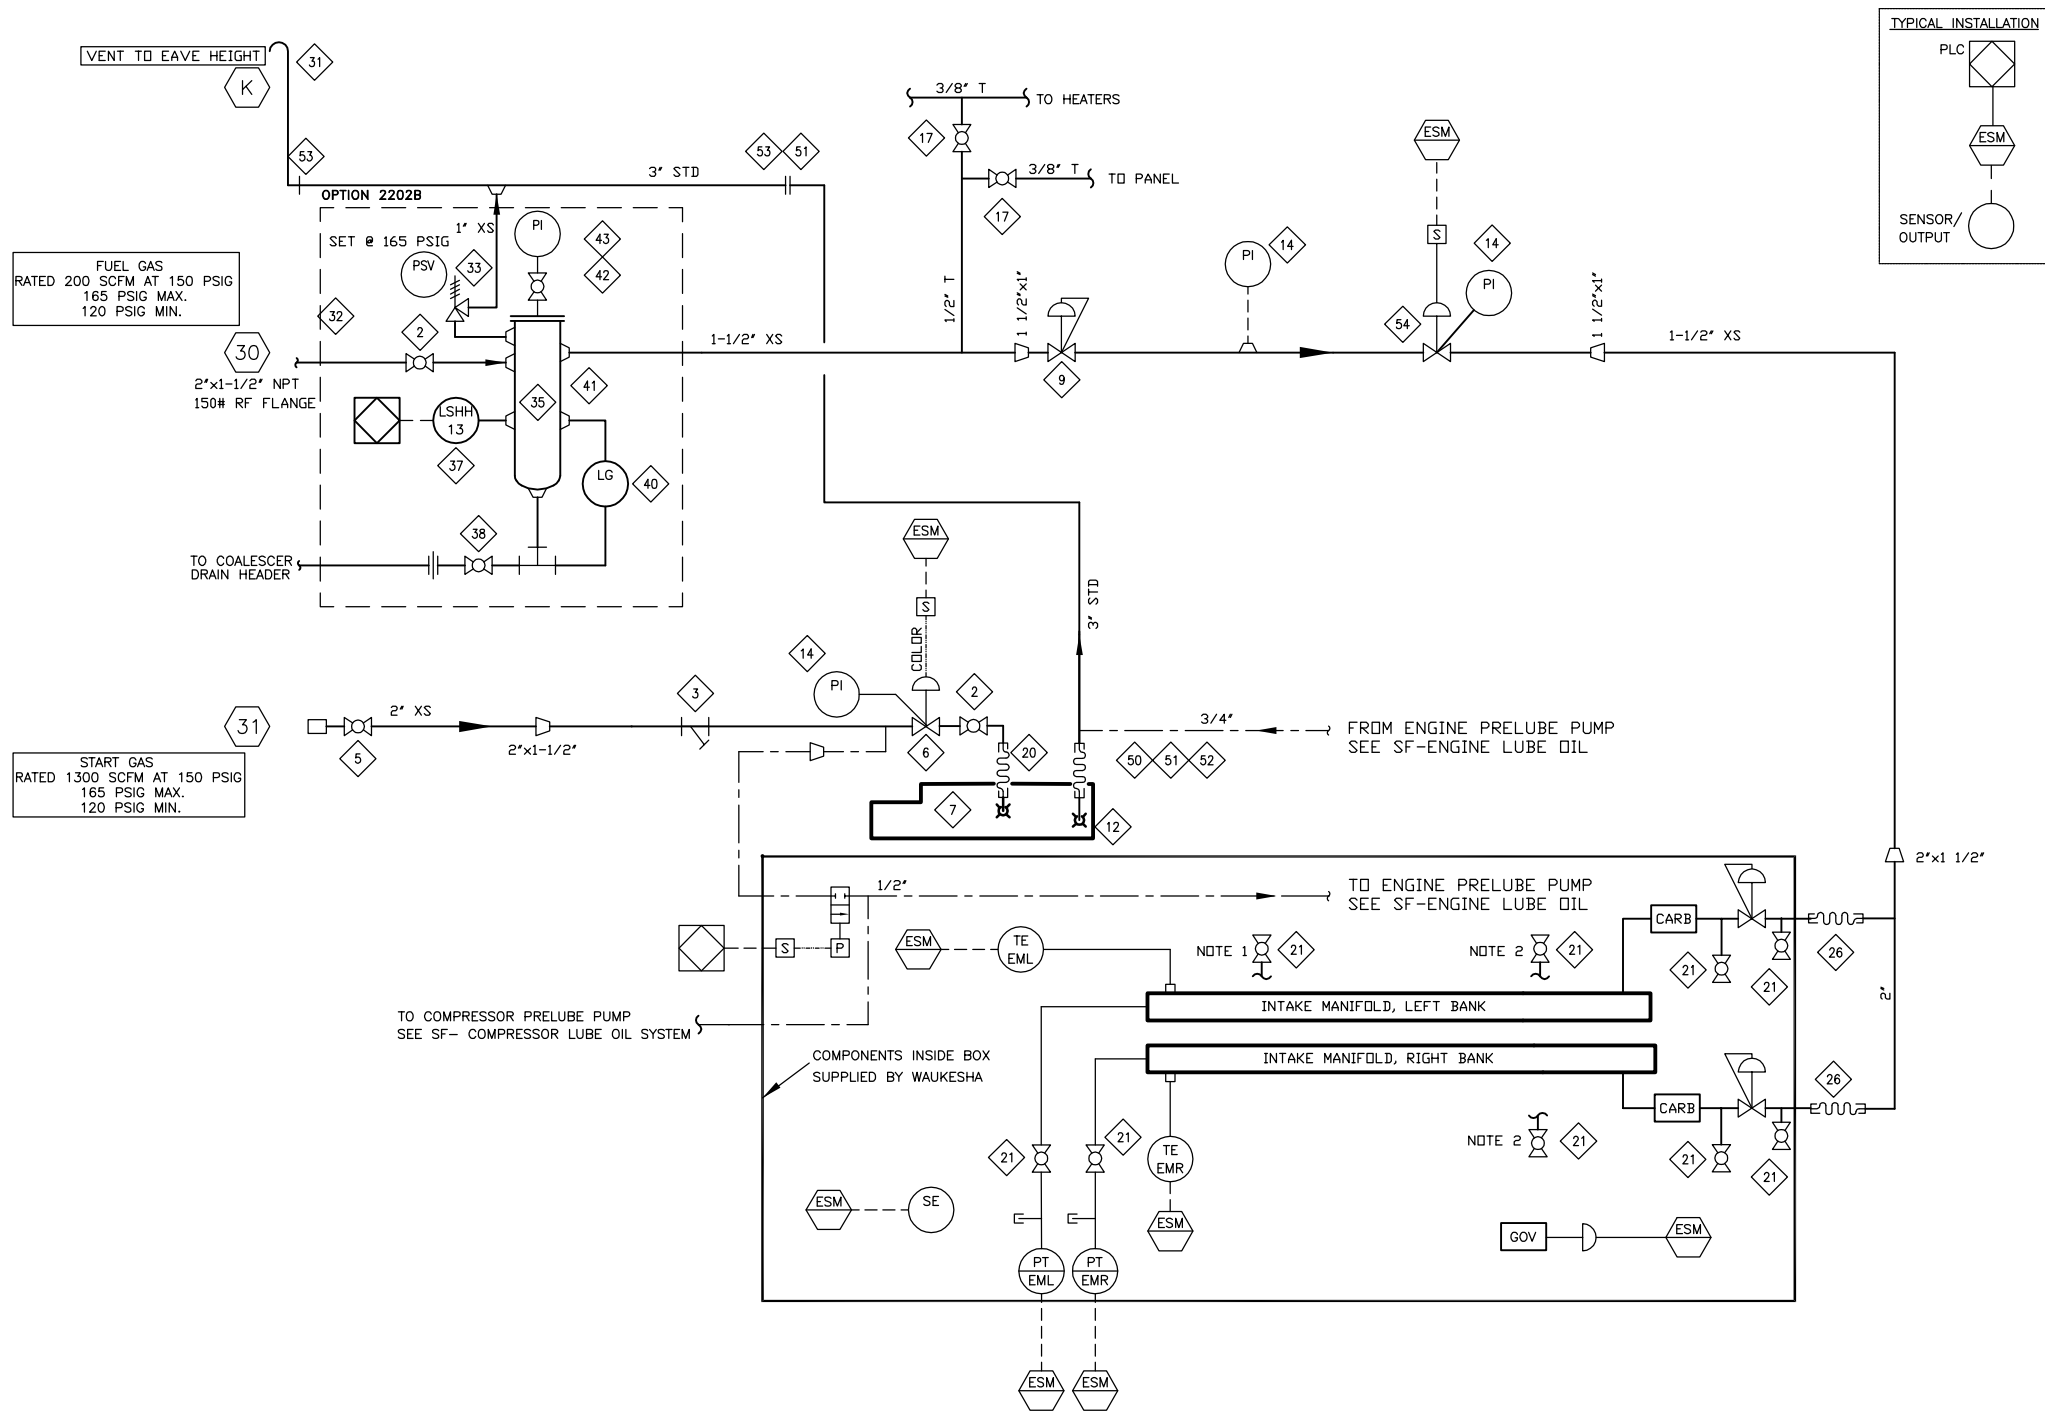 TYPICAL INSTALLATION
PLC
ESM
SENSOR/
OUTPUT
VENT TO EAVE HEIGHT
K
31
53
3" STD
53
51
OPTION 2202B
3/8" T
TO HEATERS
17
3/8" T
TO PANEL
17
ESM
S
SET @ 165 PSIG
1" XS
PI
43
42
PSV
33
FUEL GAS
RATED 200 SCFM AT 150 PSIG
165 PSIG MAX.
120 PSIG MIN.
32
2
30
2"x1-1/2" NPT
150# RF FLANGE
1-1/2" XS
1/2" T
1 1/2"x1"
9
PI
14
14
PI
54
1 1/2"x1"
1-1/2" XS
41
35
LSHH
13
37
LG
40
38
TO COALESCER
DRAIN HEADER
ESM
S
COLOR
3" STD
14
PI
3
2
31
2" XS
5
2"x1-1/2"
6
20
START GAS
RATED 1300 SCFM AT 150 PSIG
165 PSIG MAX.
120 PSIG MIN.
3/4"
FROM ENGINE PRELUBE PUMP
SEE SF-ENGINE LUBE OIL
50
51
52
7
12
2"x1 1/2"
1/2"
TO ENGINE PRELUBE PUMP
SEE SF-ENGINE LUBE OIL
S
P
ESM
TE
EML
NOTE 1
21
NOTE 2
21
CARB
21
21
26
2"
INTAKE MANIFOLD, LEFT BANK
TO COMPRESSOR PRELUBE PUMP
SEE SF- COMPRESSOR LUBE OIL SYSTEM
COMPONENTS INSIDE BOX
SUPPLIED BY WAUKESHA
INTAKE MANIFOLD, RIGHT BANK
CARB
26
21
21
NOTE 2
21
21
21
TE
EMR
ESM
ESM
SE
GOV
ESM
PT
EML
PT
EMR
ESM
ESM